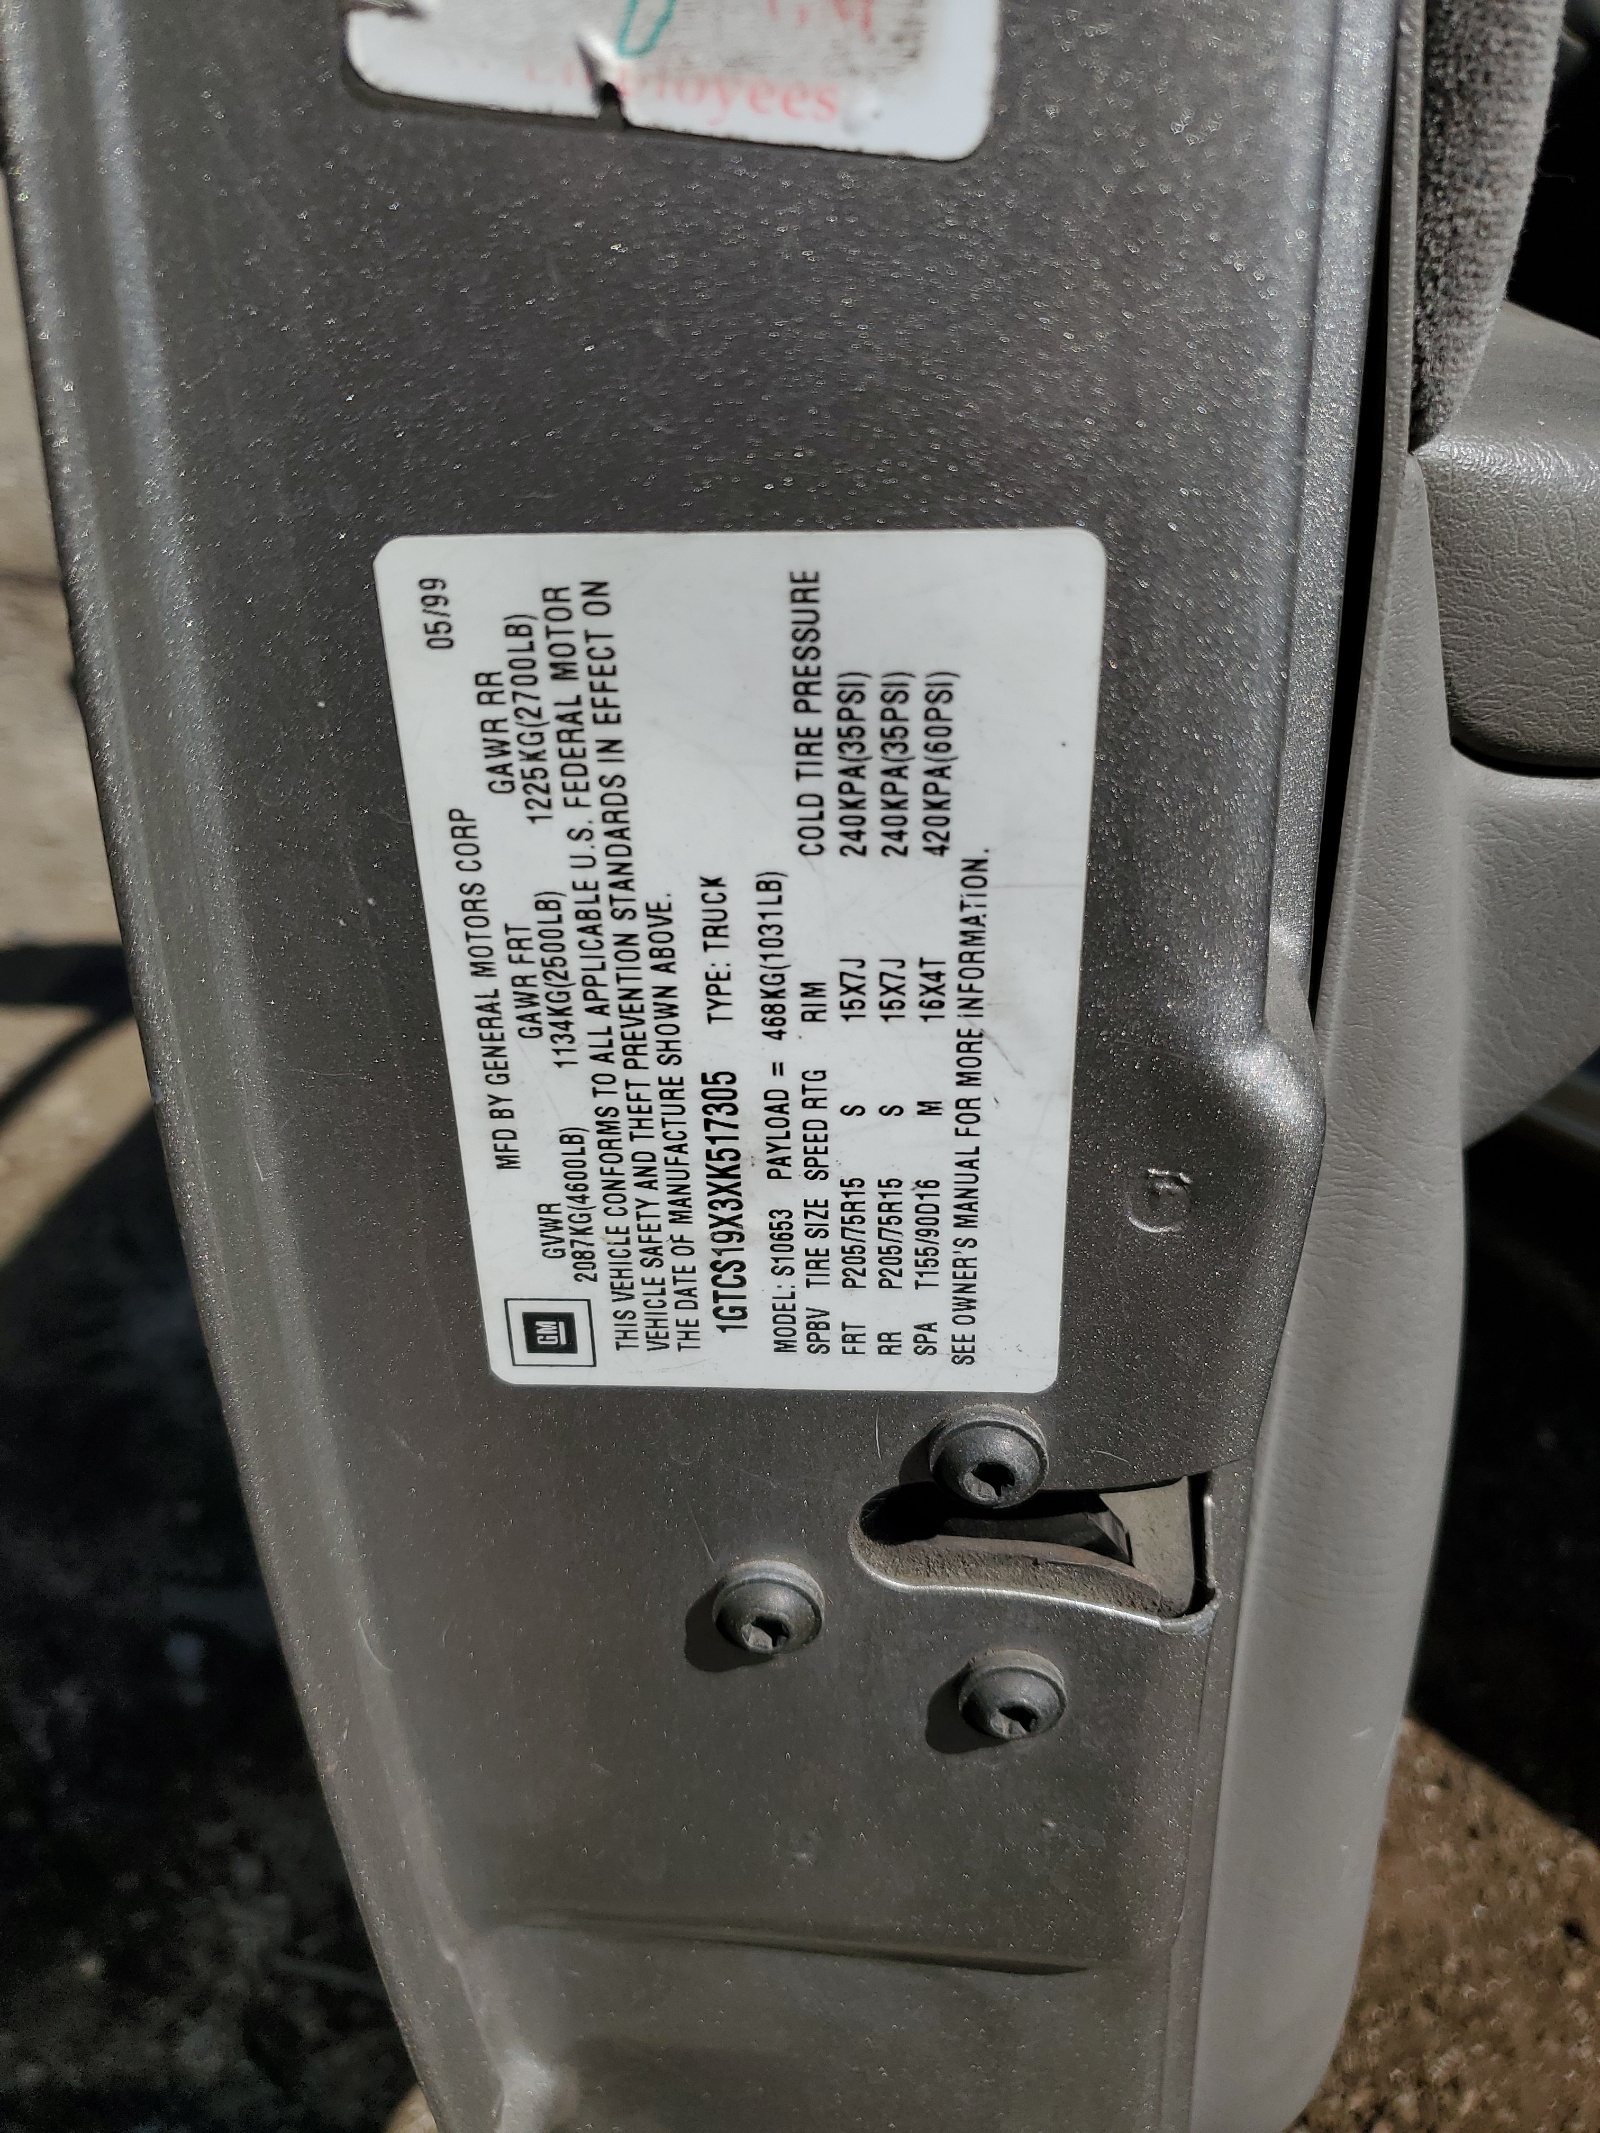 Employees
05/99
MFD BY GENERAL MOTORS CORP
GM
GVWR GAWR FRT GAWR RR
2087KG(4600LB) 1134KG(2500LB) 1225KG(2700LB)
THIS VEHICLE CONFORMS TO ALL APPLICABLE U.S. FEDERAL MOTOR
VEHICLE SAFETY AND THEFT PREVENTION STANDARDS IN EFFECT ON
THE DATE OF MANUFACTURE SHOWN ABOVE.
1GTCS19X3XK517305 TYPE: TRUCK
MODEL: S10653 PAYLOAD = 468KG(1031LB)
SPBV TIRE SIZE SPEED RTG RIM COLD TIRE PRESSURE
FRT P205/75R15 S 15X7J 240KPA(35PSI)
RR P205/75R15 S 15X7J 240KPA(35PSI)
SPA T155/90D16 M 16X4T 420KPA(60PSI)
SEE OWNER'S MANUAL FOR MORE INFORMATION.